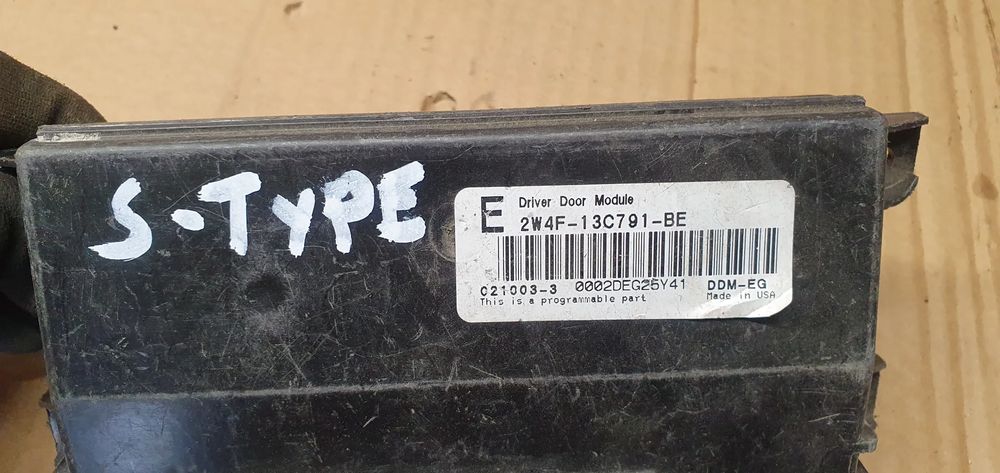 S-TYPE
E Driver Door Module
2W4F-13C791-BE
C21003-3 0002DEG25Y41 DDM-EG
This is a programmable part Made in USA